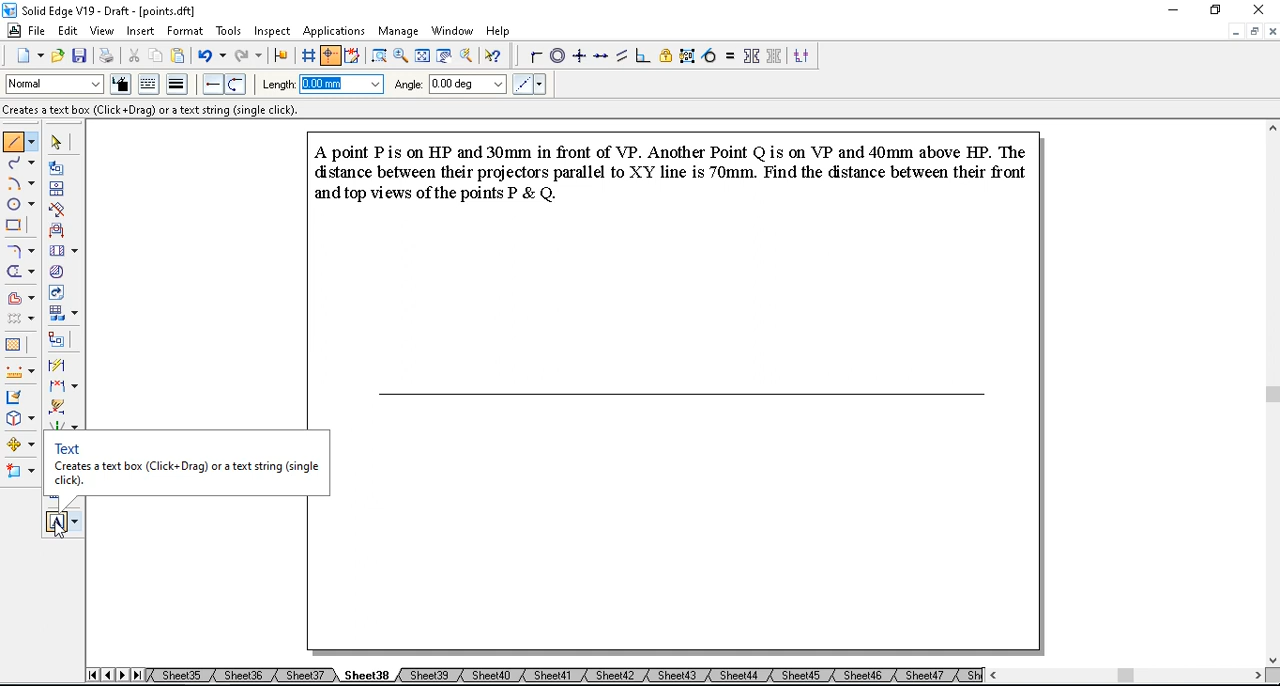 Solid Edge V19 - Draft - [points.dft]
File Edit View Insert Format Tools Inspect Applications Manage Window Help
Normal Length: 0.00 mm Angle: 0.00 deg
Creates a text box (Click+Drag) or a text string (single click).
A point P is on HP and 30mm in front of VP. Another Point Q is on VP and 40mm above HP. The
distance between their projectors parallel to XY line is 70mm. Find the distance between their front
and top views of the points P & Q.
Text
Creates a text box (Click+Drag) or a text string (single
click).
A
Sheet35 Sheet36 Sheet37 Sheet38 Sheet39 Sheet40 Sheet41 Sheet42 Sheet43 Sheet44 Sheet45 Sheet46 Sheet47 Sh